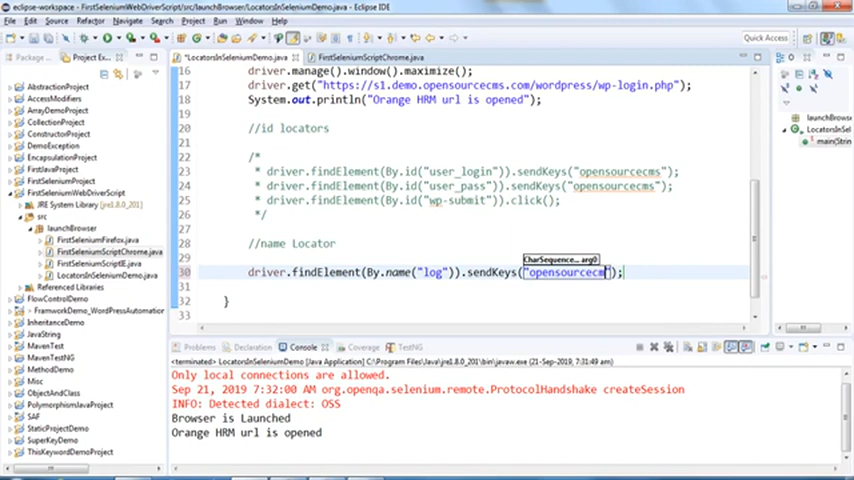 eclipse-workspace - FirstSeleniumWebDriverScript/src/launchBrowser/LocatorsInSeleniumDemo.java - Eclipse IDE
File Edit Source Refactor Navigate Search Project Run Window Help
Quick Access
Package... Project Ex...
*LocatorsInSeleniumDemo.java FirstSeleniumScriptChrome.java
AbstractionProject
AccessModifiers
ArrayDemoProject
CollectionProject
ConstructorProject
DemoException
EncapsulationProject
FirstJavaProject
FirstSeleniumProject
FirstSeleniumWebDriverScript
JRE System Library [jre1.8.0_201]
src
launchBrowser
FirstSeleniumFirefox.java
FirstSeleniumScriptChrome.java
FirstSeleniumScriptIE.java
LocatorsInSeleniumDemo.java
Referenced Libraries
FlowControlDemo
FramworkDemo_WordPressAutomation
InheritanceDemo
JavaString
MavenTest
MavenTestNG
MethodDemo
Misc
ObjectAndClass
PolymorphismJavaProject
SAF
StaticDemoProject
SuperKeyDemo
ThisKeywordDemoProject
16 driver.manage().window().maximize();
17 driver.get("https://s1.demo.opensourcecms.com/wordpress/wp-login.php");
18 System.out.println("Orange HRM url is opened");
19
20 //id locators
21
22 /*
23 * driver.findElement(By.id("user_login")).sendKeys("opensourcecms");
24 * driver.findElement(By.id("user_pass")).sendKeys("opensourcecms");
25 * driver.findElement(By.id("wp-submit")).click();
26 */
27
28 //name Locator
29
CharSequence... arg0
30 driver.findElement(By.name("log")).sendKeys("opensourcecm");
31
32 }
33
launchBrowser
LocatorsInSe
main(Strin
Problems Declaration Console Coverage TestNG
<terminated> LocatorsInSeleniumDemo [Java Application] C:\Program Files\Java\jre1.8.0_201\bin\javaw.exe (21-Sep-2019, 7:31:49 am)
Only local connections are allowed.
Sep 21, 2019 7:32:00 AM org.openqa.selenium.remote.ProtocolHandshake createSession
INFO: Detected dialect: OSS
Browser is Launched
Orange HRM url is opened